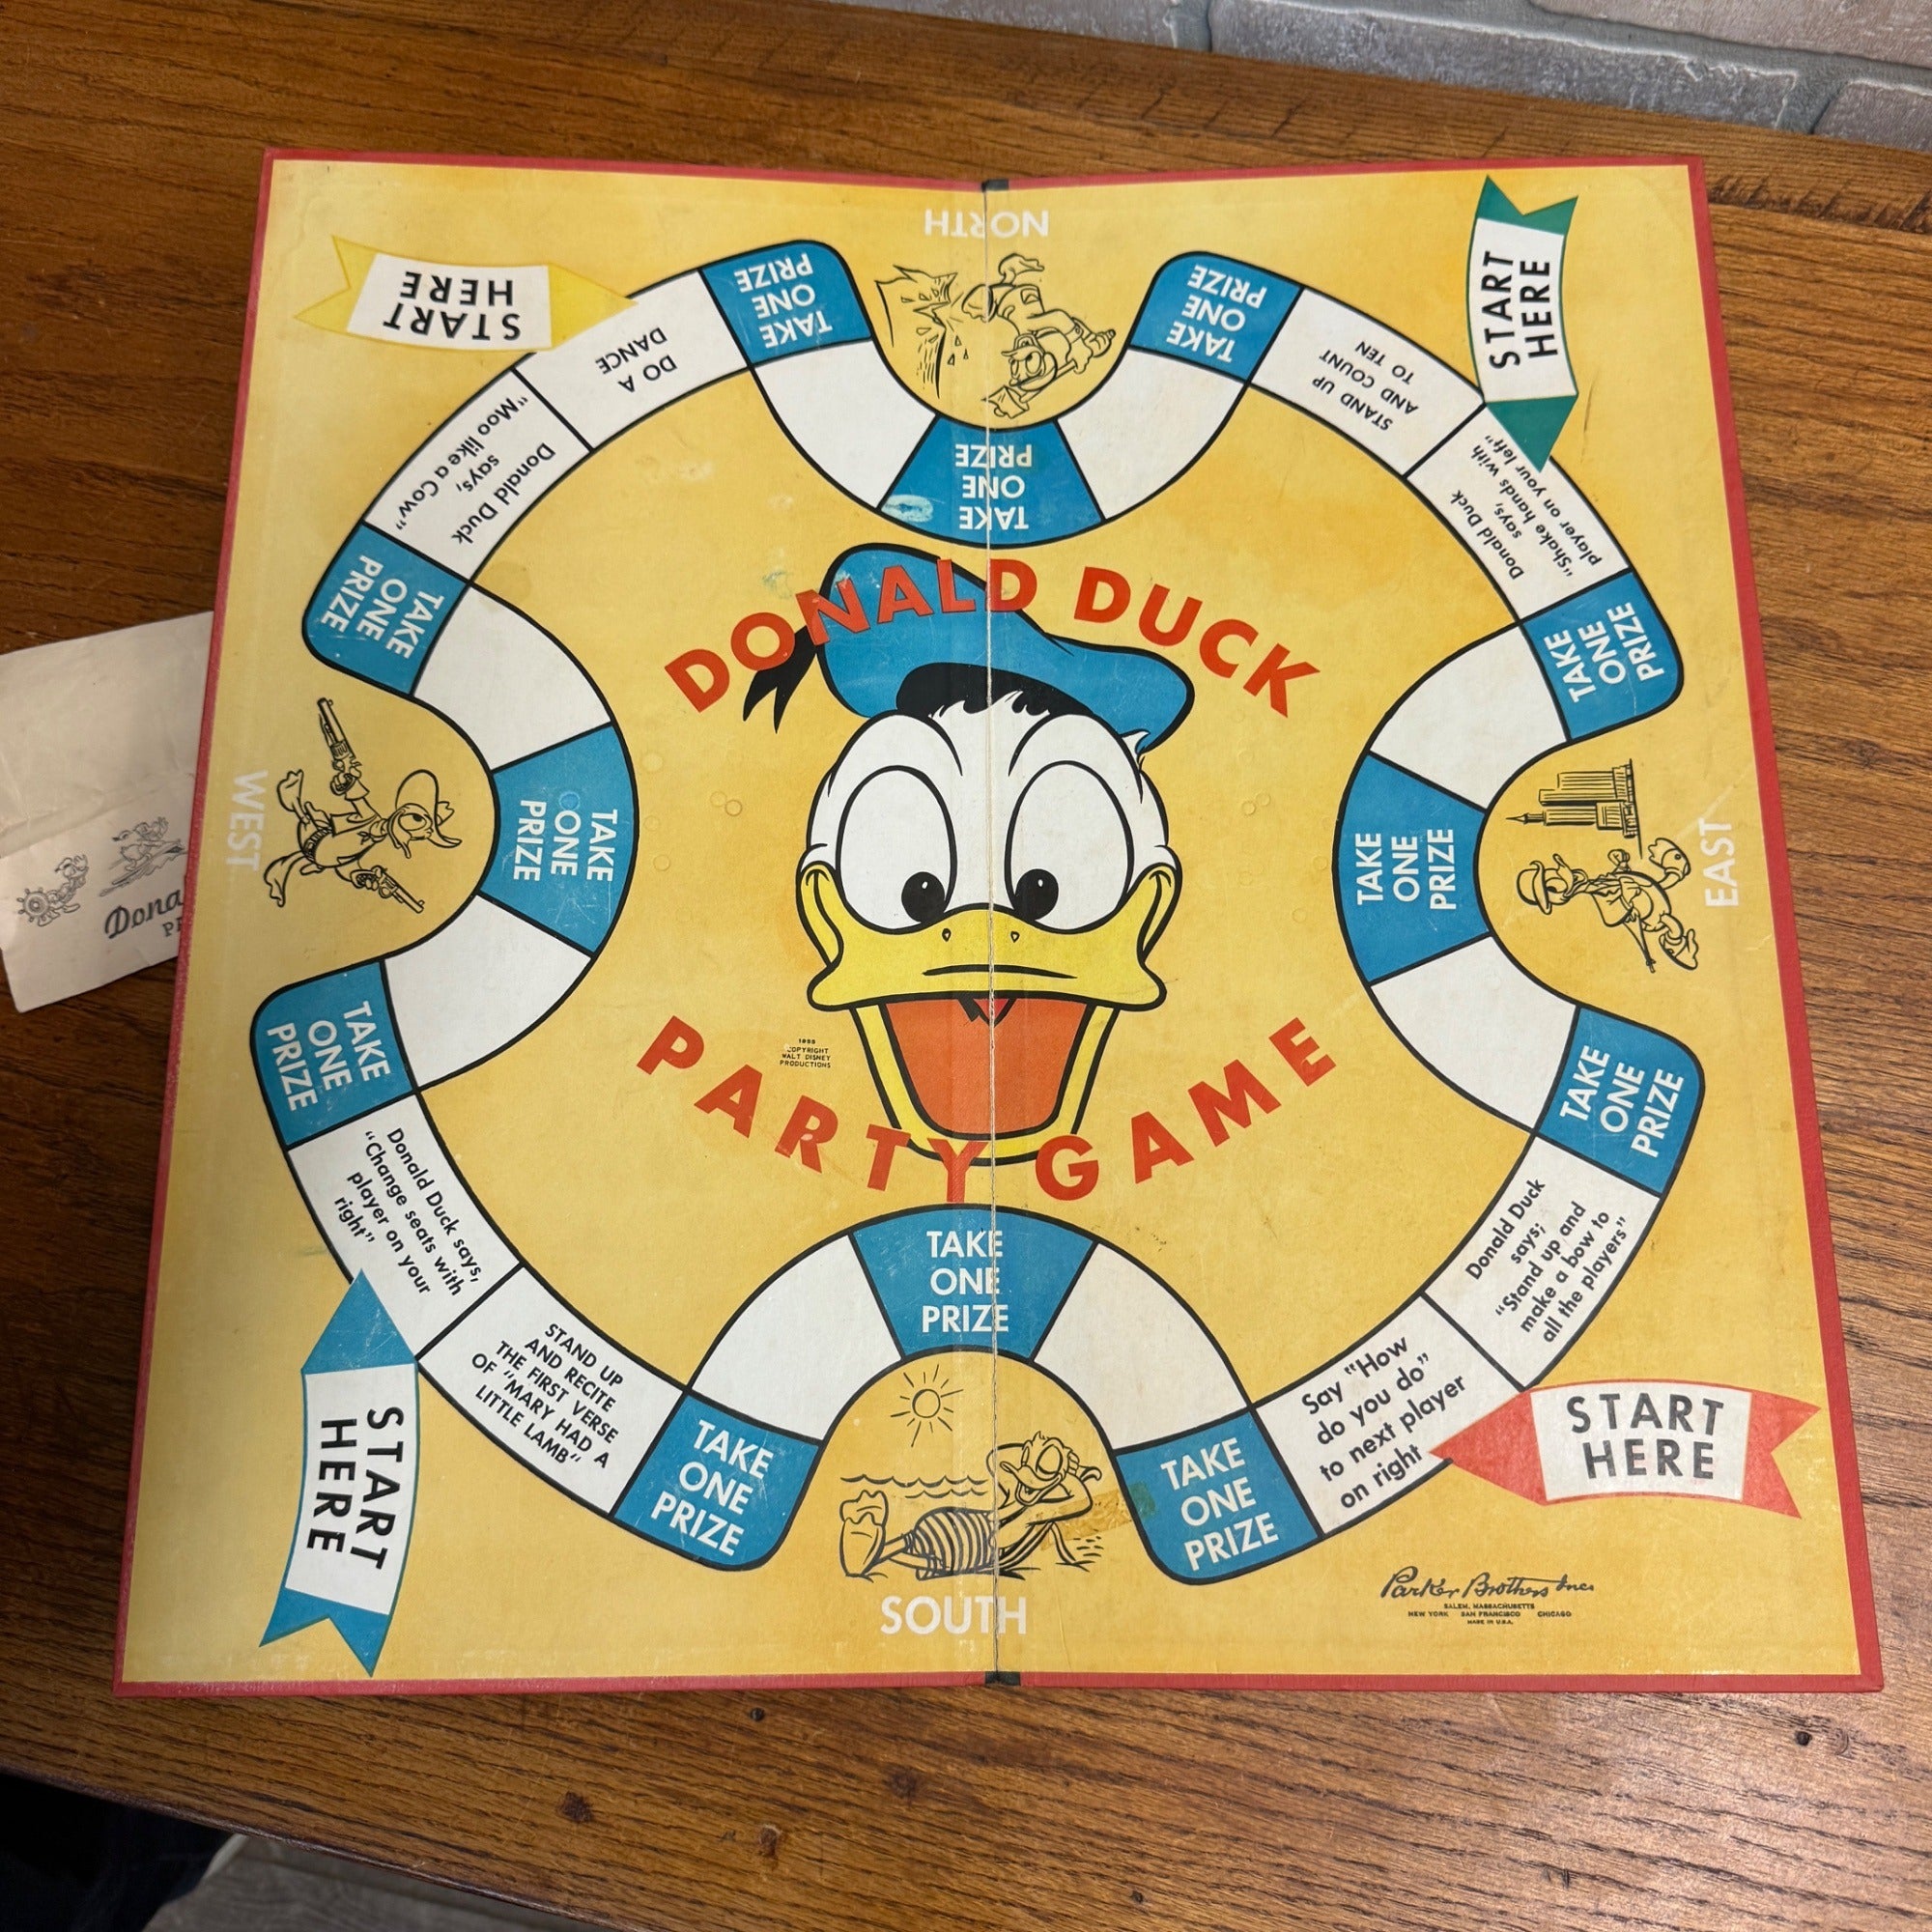 NORTH
START
HERE
START
HERE
TAKE
ONE
PRIZE
TAKE
ONE
PRIZE
DO A
DANCE
STAND UP
AND COUNT
TO TEN
Donald Duck
says,
"Moo like a Cow"
TAKE
ONE
PRIZE
Donald Duck
says,
"Shake hands with
player on your left"
TAKE
ONE
PRIZE
TAKE
ONE
PRIZE
DONALD DUCK
WEST
TAKE
ONE
PRIZE
TAKE
ONE
PRIZE
EAST
Dona
TAKE
ONE
PRIZE
COPYRIGHT
WALT DISNEY
PRODUCTIONS
PARTY GAME
TAKE
ONE
PRIZE
Donald Duck says,
"Change seats with
player on your
right"
Donald Duck
says;
"Stand up and
make a bow to
all the players"
TAKE
ONE
PRIZE
STAND UP
AND RECITE
THE FIRST VERSE
OF "MARY HAD A
LITTLE LAMB"
Say "How
do you do"
to next player
on right
START
HERE
START
HERE
TAKE
ONE
PRIZE
TAKE
ONE
PRIZE
SOUTH
Parker Brothers Inc.
SALEM, MASSACHUSETTS
NEW YORK SAN FRANCISCO CHICAGO
MADE IN U.S.A.